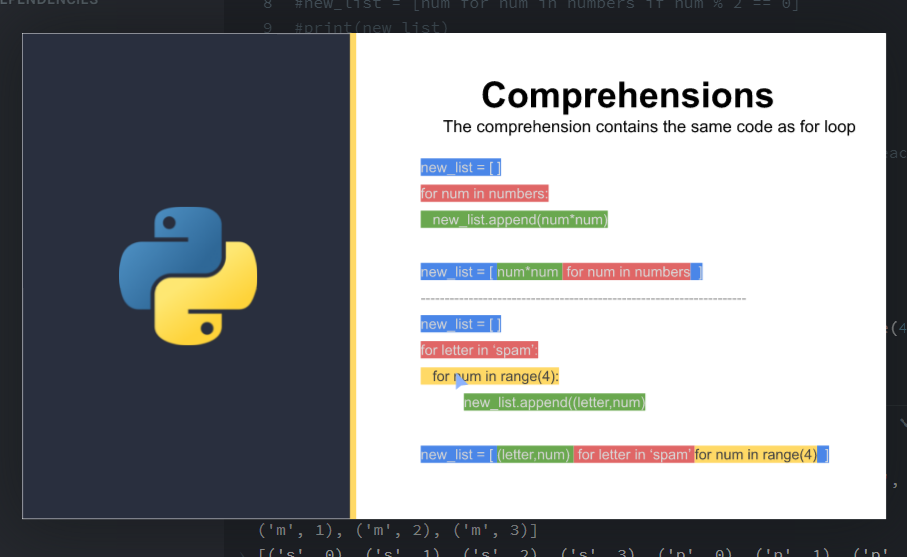 EPENDENCIES
8 #new_list = [num for num in numbers if num % 2 == 0]
9 #print(new_list)
Comprehensions
The comprehension contains the same code as for loop
new_list = [ ]
for num in numbers:
new_list.append(num*num)
new_list = [ num*num for num in numbers ]
--------------------------------------------------------------------
new_list = [ ]
for letter in ‘spam’:
for num in range(4):
new_list.append((letter,num)
new_list = [ (letter,num) for letter in ‘spam’ for num in range(4) ]
eac
(4
,
('m', 1), ('m', 2), ('m', 3)]
[('s', 0), ('s', 1), ('s', 2), ('s', 3), ('p', 0), ('p', 1), ('p'